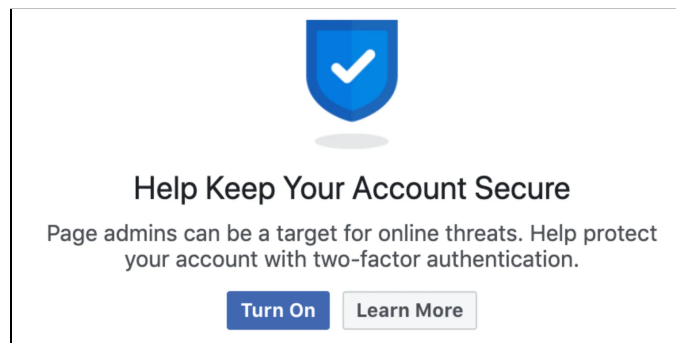 Help Keep Your Account Secure
Page admins can be a target for online threats. Help protect
your account with two-factor authentication.
Turn On
Learn More